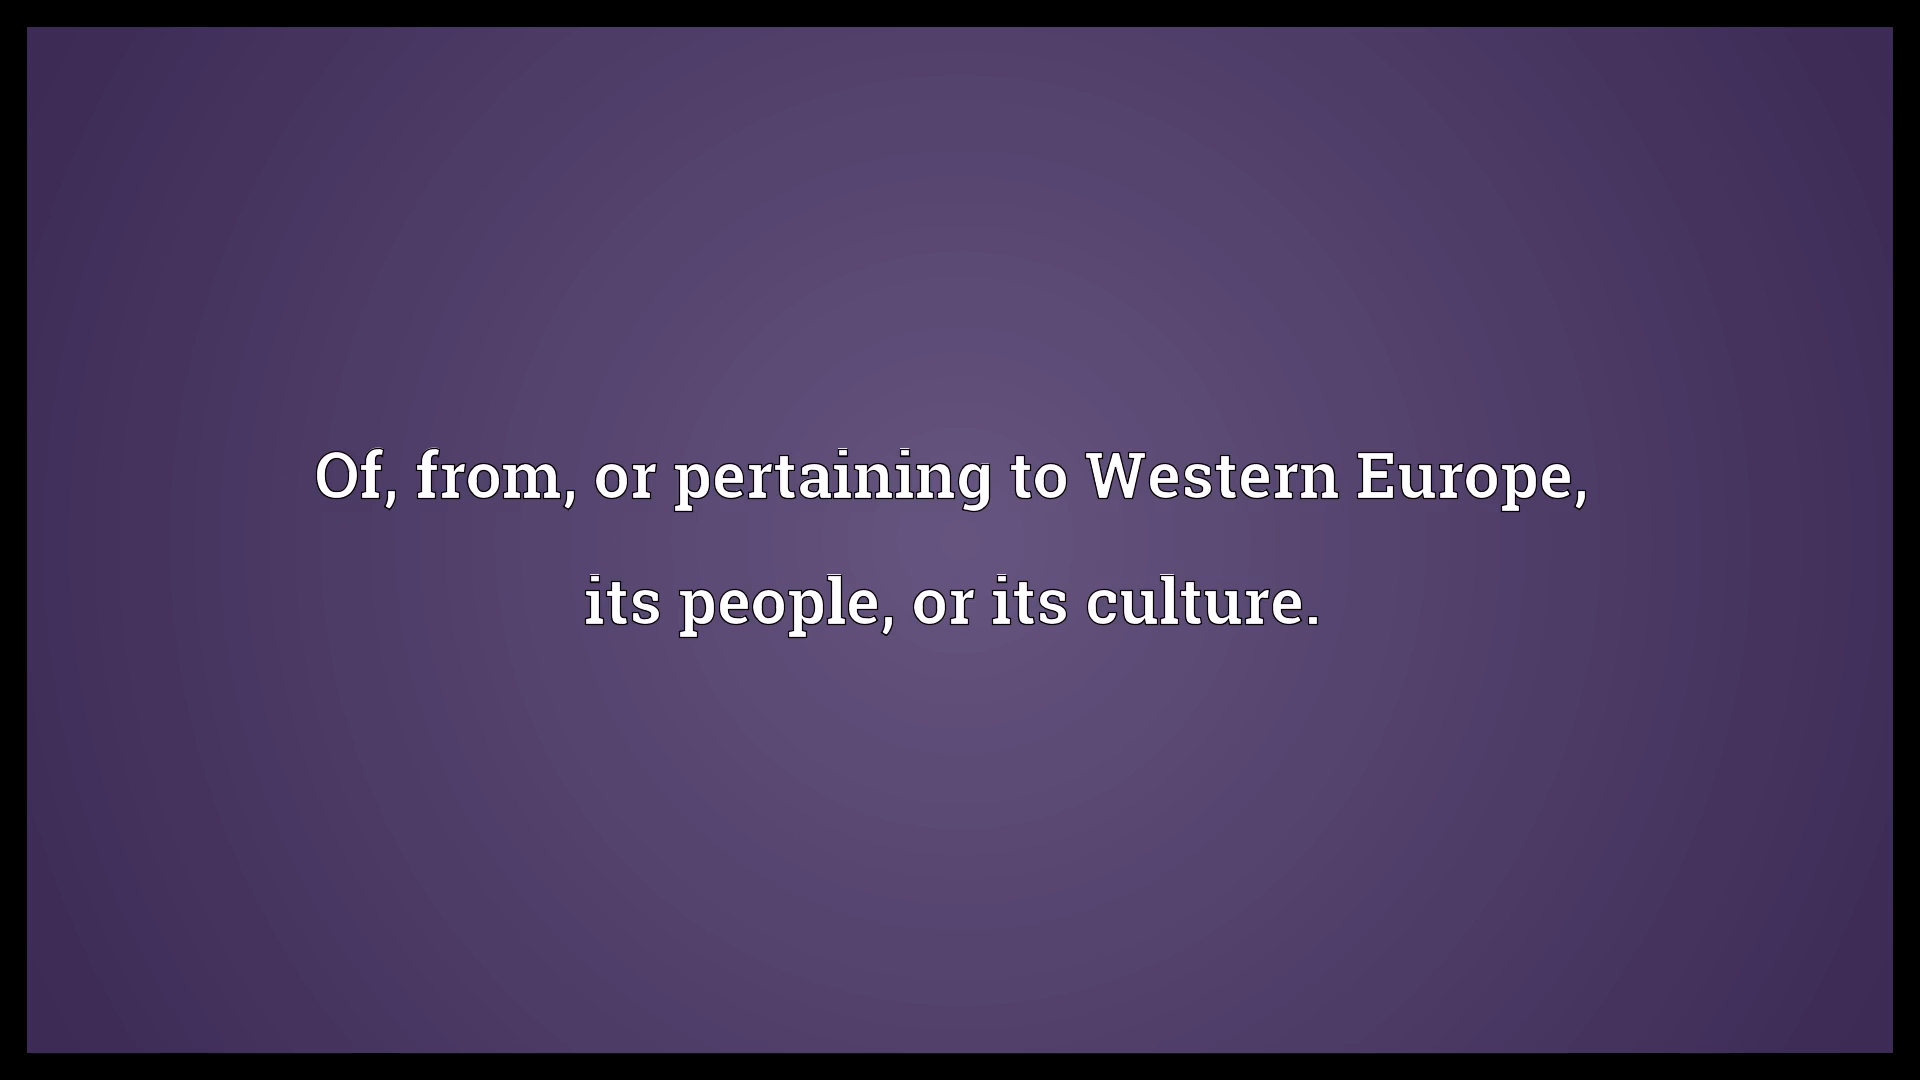 Of, from, or pertaining to Western Europe,
its people, or its culture.